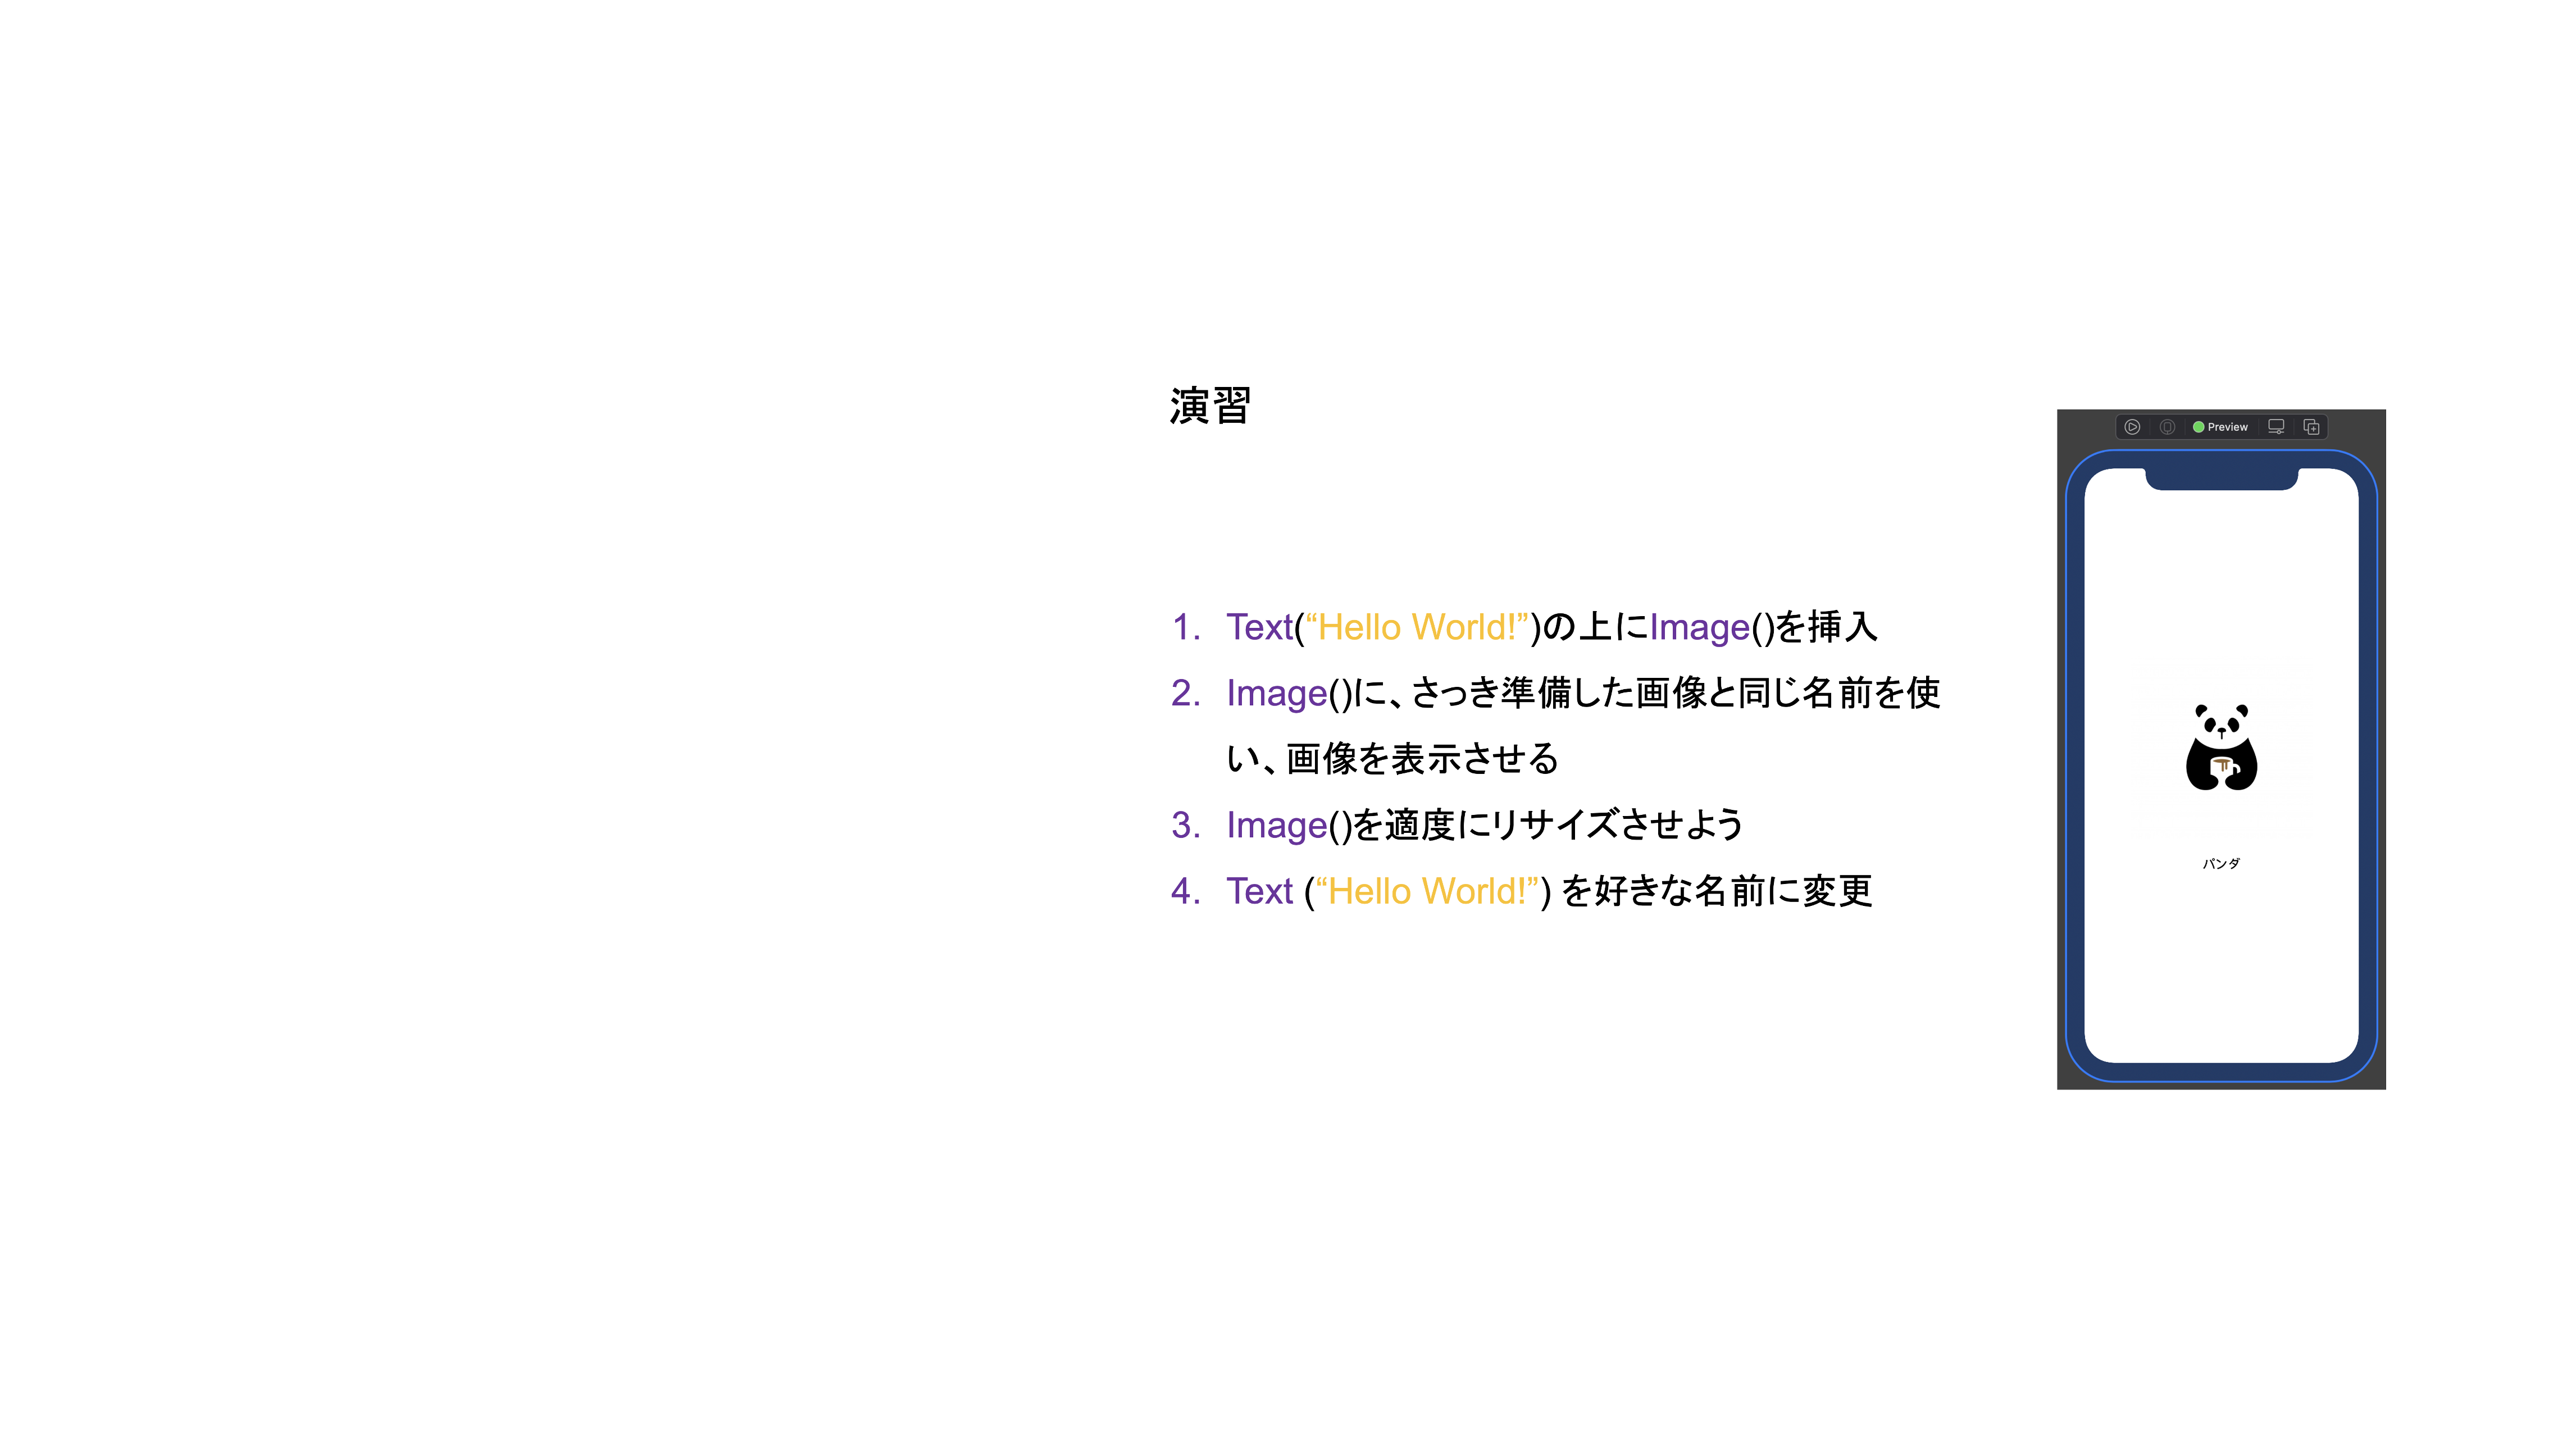 演習
1. Text(“Hello World!”)の上にImage()を挿入
2. Image()に、さっき準備した画像と同じ名前を使
い、画像を表示させる
3. Image()を適度にリサイズさせよう
4. Text (“Hello World!”) を好きな名前に変更
Preview
パンダ